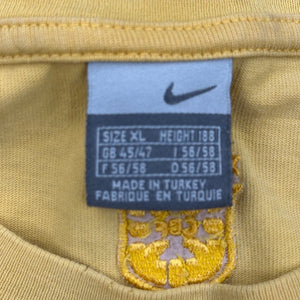 SIZE XL HEIGHT 188
GB 45/47 I 56/58
F 56/58 D 56/58
MADE IN TURKEY
FABRIQUE EN TURQUIE